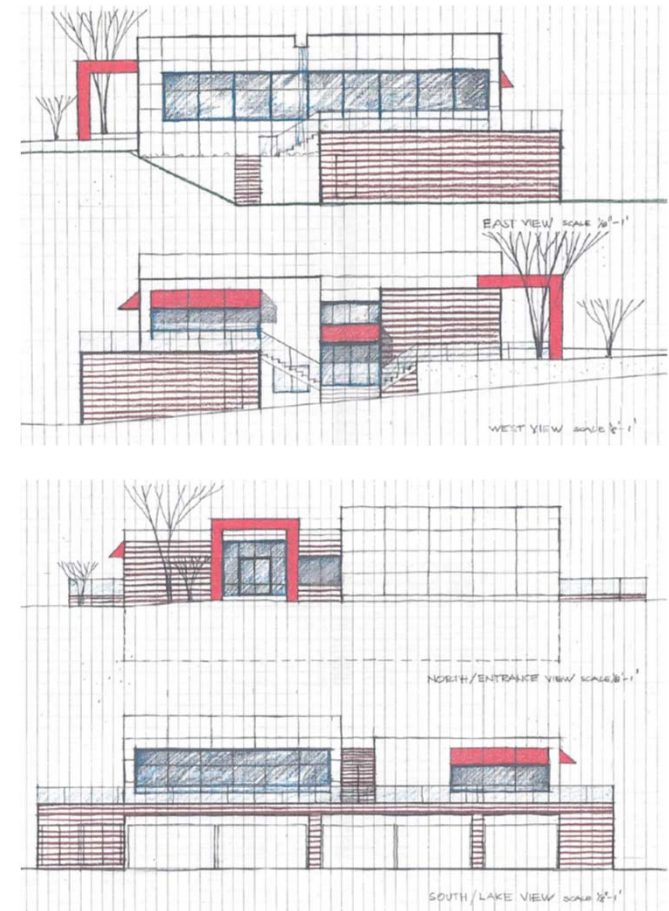 EAST VIEW SCALE 1/8"-1'
WEST VIEW SCALE 1/8"-1'
NORTH/ENTRANCE VIEW SCALE 1/8"-1'
SOUTH/LAKE VIEW SCALE 1/8"-1'